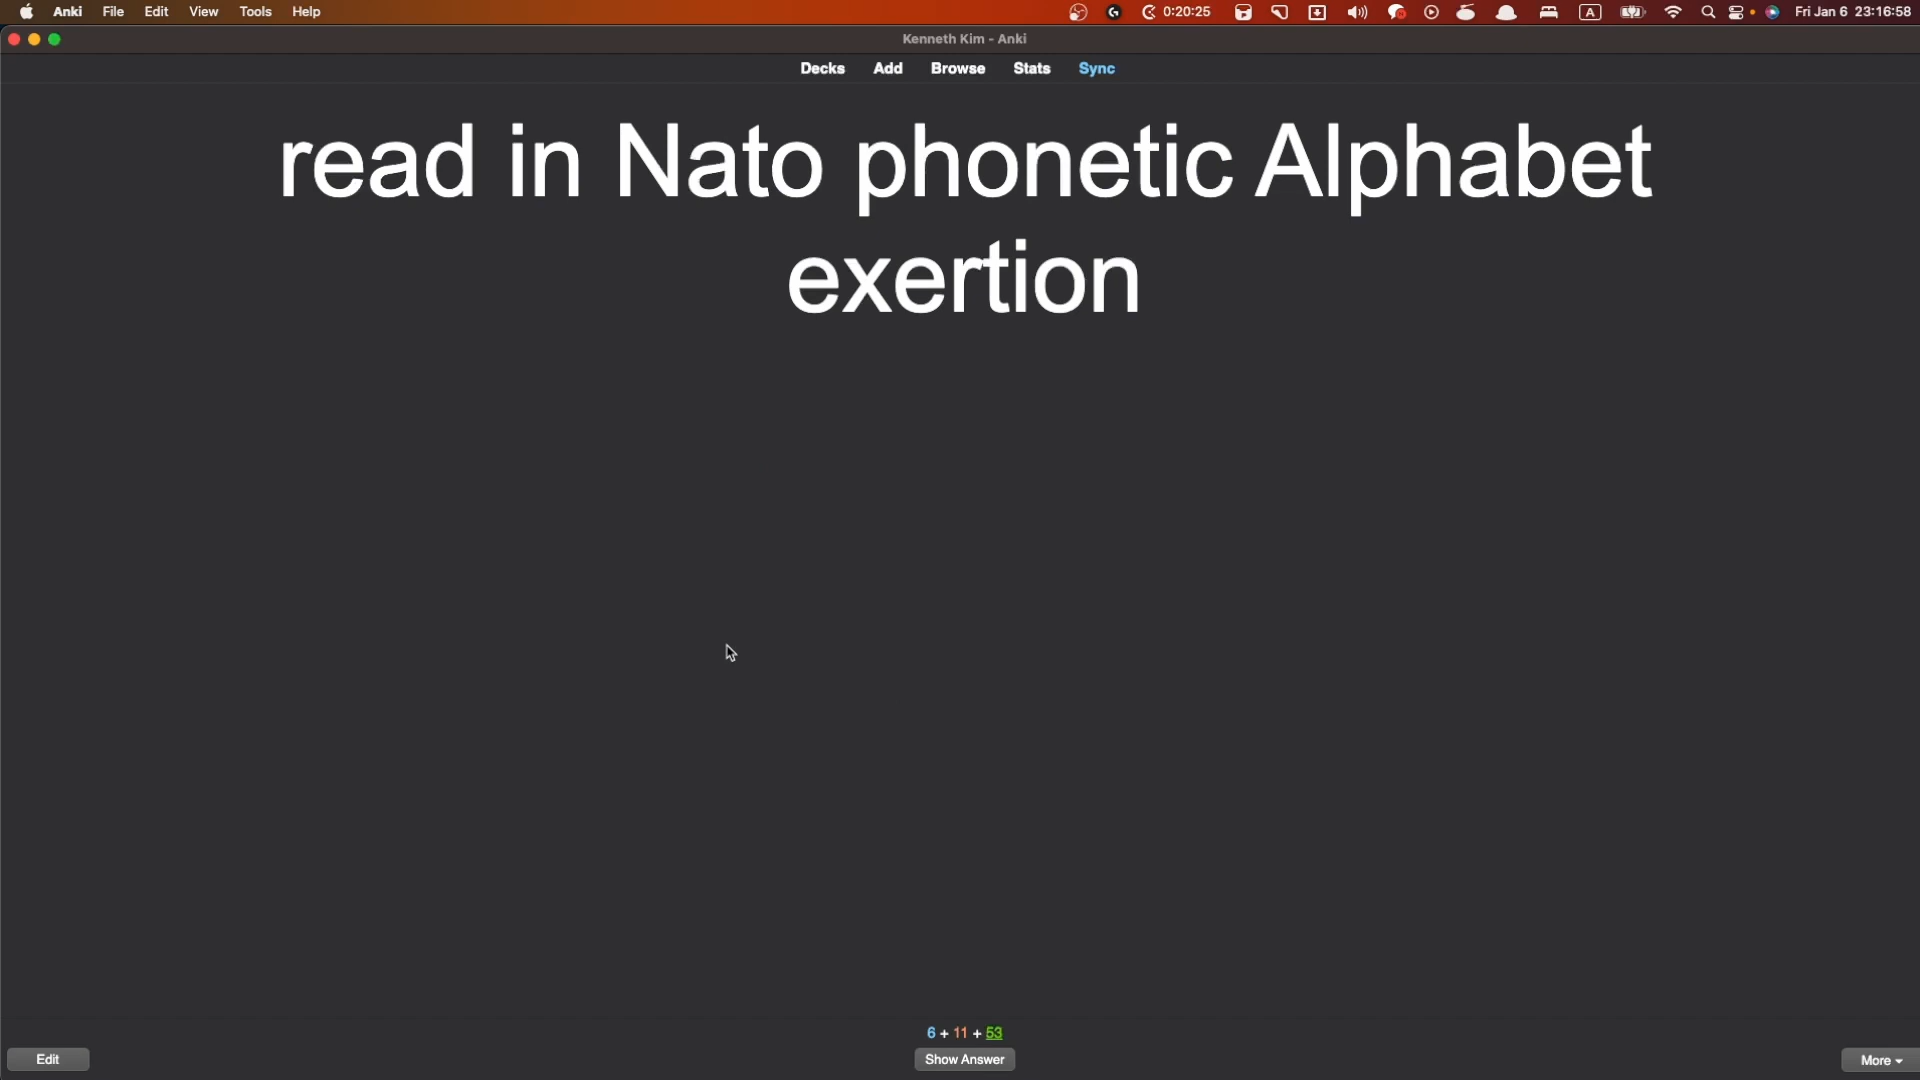 Anki File Edit View Tools Help 0:20:25 A Fri Jan 6 23:16:58
Kenneth Kim - Anki
Decks Add Browse Stats Sync
read in Nato phonetic Alphabet
exertion
6 + 11 + 53
Edit Show Answer More